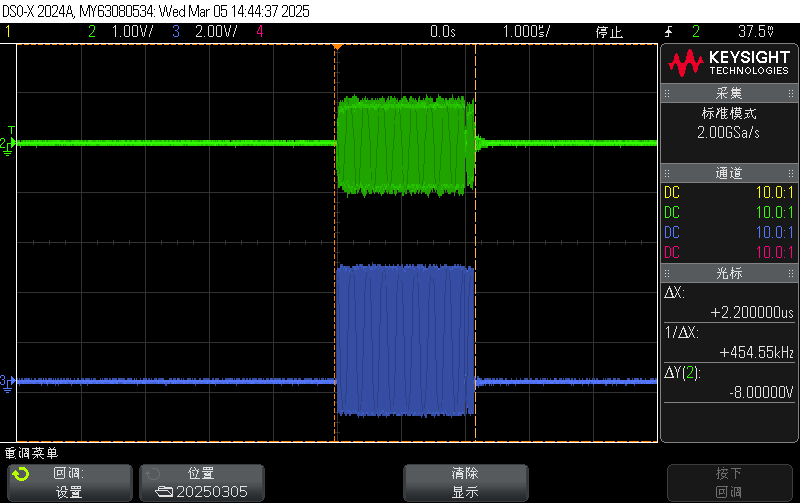 DSO-X 2024A, MY63080534: Wed Mar 05 14:44:37 2025
1 2 1.00V/ 3 2.00V/ 4 0.0s 1.000us/ 停止 2 37.5mV
KEYSIGHT
TECHNOLOGIES
采集
标准模式
2.00GSa/s
通道
DC 10.0:1
DC 10.0:1
DC 10.0:1
DC 10.0:1
光标
ΔX:
+2.200000us
1/ΔX:
+454.55kHz
ΔY(2):
-8.00000V
T
2
3
重调菜单
回调:
设置
位置
20250305
清除
显示
按下
回调